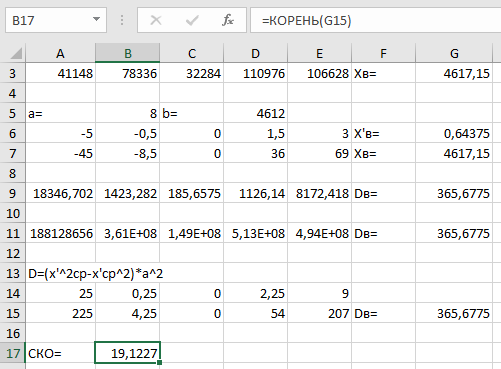 B17 =КОРЕНЬ(G15)
A B C D E F G
3 41148 78336 32284 110976 106628 Xв= 4617,15
4
5 a= 8 b= 4612
6 -5 -0,5 0 1,5 3 X'в= 0,64375
7 -45 -8,5 0 36 69 Xв= 4617,15
8
9 18346,702 1423,282 185,6575 1126,14 8172,418 Dв= 365,6775
10
11 188128656 3,61E+08 1,49E+08 5,13E+08 4,94E+08 Dв= 365,6775
12
13 D=(x'^2ср-x'ср^2)*a^2
14 25 0,25 0 2,25 9
15 225 4,25 0 54 207 Dв= 365,6775
16
17 СКО= 19,1227